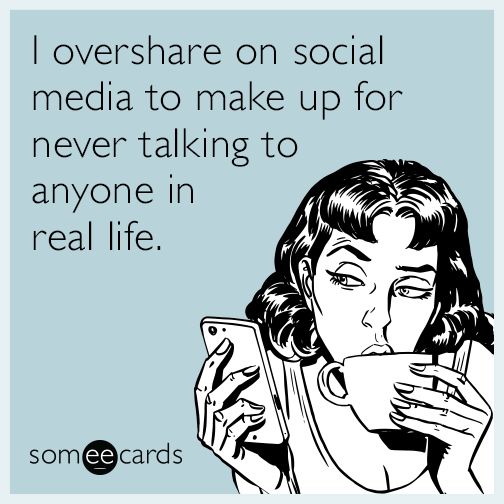 I overshare on social
media to make up for
never talking to
anyone in
real life.
someecards